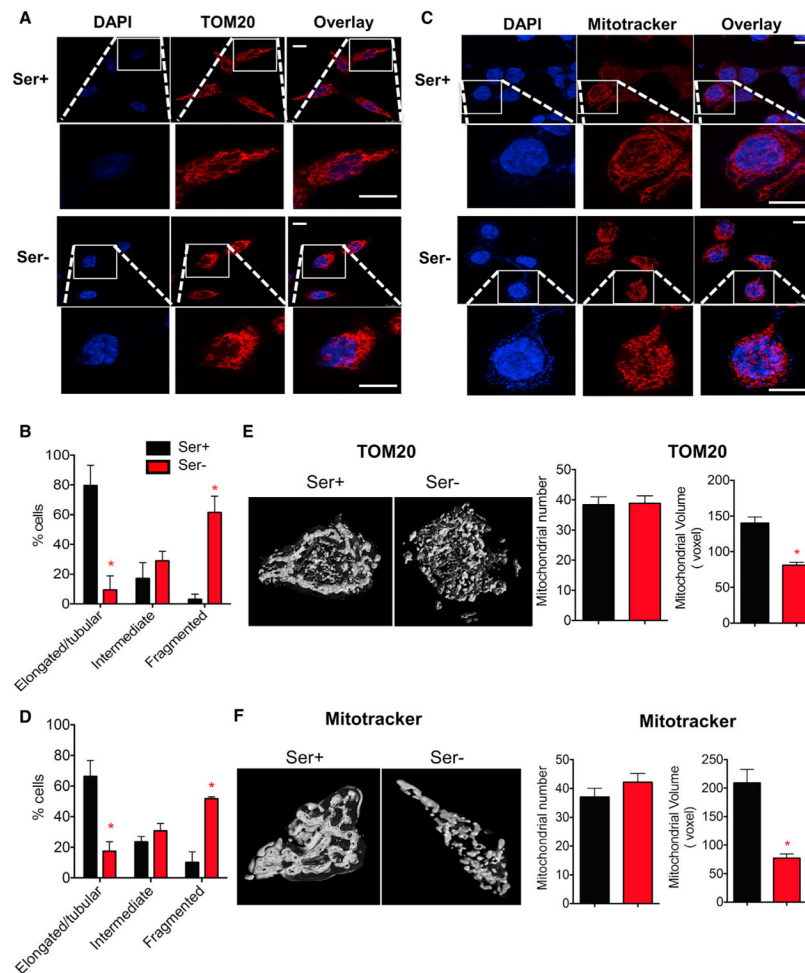 A
DAPI TOM20 Overlay
Ser+
Ser-
C
DAPI Mitotracker Overlay
Ser+
Ser-
B
Ser+
Ser-
% cells
100
80
60
40
20
0
*
*
Elongated/tubular
Intermediate
Fragmented
E
TOM20
Ser+ Ser-
TOM20
Mitochondrial number
50
40
30
20
10
0
Mitochondrial Volume
( voxel)
200
150
100
50
0
*
D
% cells
100
80
60
40
20
0
*
*
Elongated/tubular
Intermediate
Fragmented
F
Mitotracker
Ser+ Ser-
Mitotracker
Mitochondrial number
50
40
30
20
10
0
Mitochondrial Volume
( voxel)
250
200
150
100
50
0
*